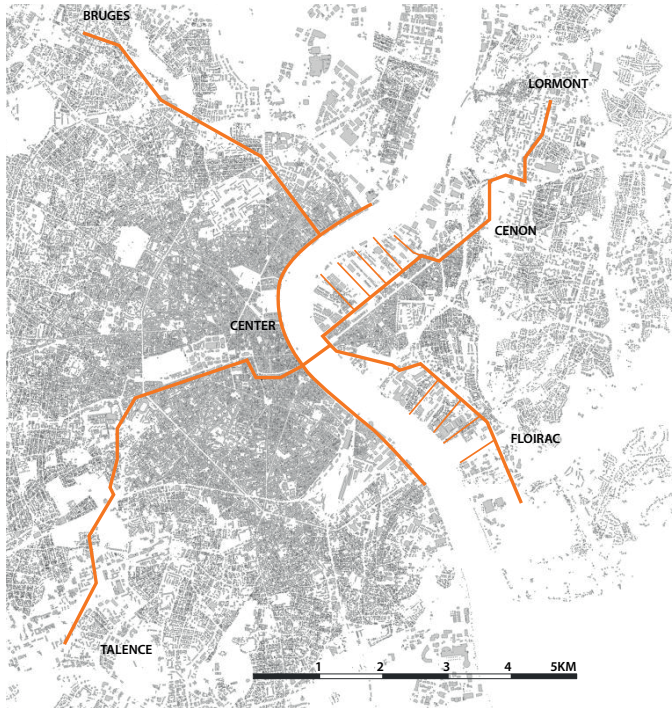 BRUGES
LORMONT
CENON
CENTER
FLOIRAC
TALENCE
1 2 3 4 5KM